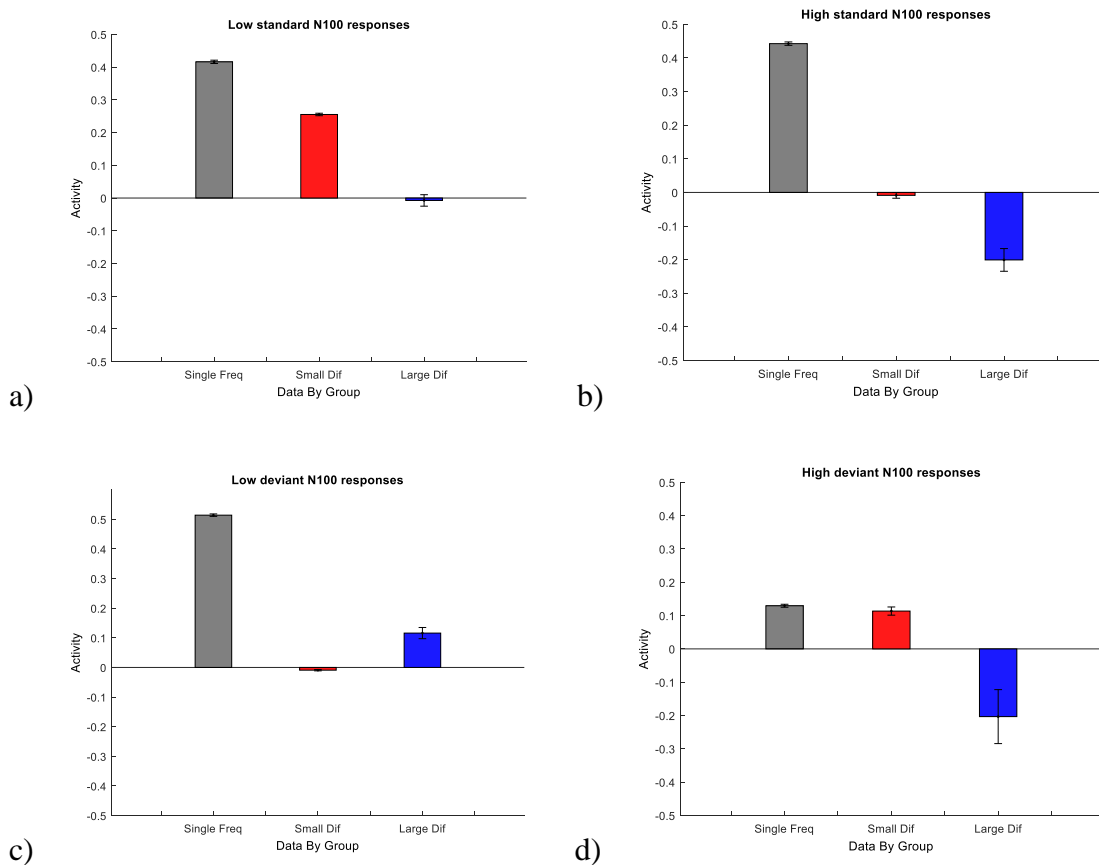 Low standard N100 responses
0.5
0.4
0.3
0.2
0.1
0
-0.1
-0.2
-0.3
-0.4
-0.5
Activity
Single Freq Small Dif Large Dif
Data By Group
a)
High standard N100 responses
0.5
0.4
0.3
0.2
0.1
0
-0.1
-0.2
-0.3
-0.4
-0.5
Activity
Single Freq Small Dif Large Dif
Data By Group
b)
Low deviant N100 responses
0.5
0.4
0.3
0.2
0.1
0
-0.1
-0.2
-0.3
-0.4
-0.5
Activity
Single Freq Small Dif Large Dif
Data By Group
c)
High deviant N100 responses
0.5
0.4
0.3
0.2
0.1
0
-0.1
-0.2
-0.3
-0.4
-0.5
Activity
Single Freq Small Dif Large Dif
Data By Group
d)